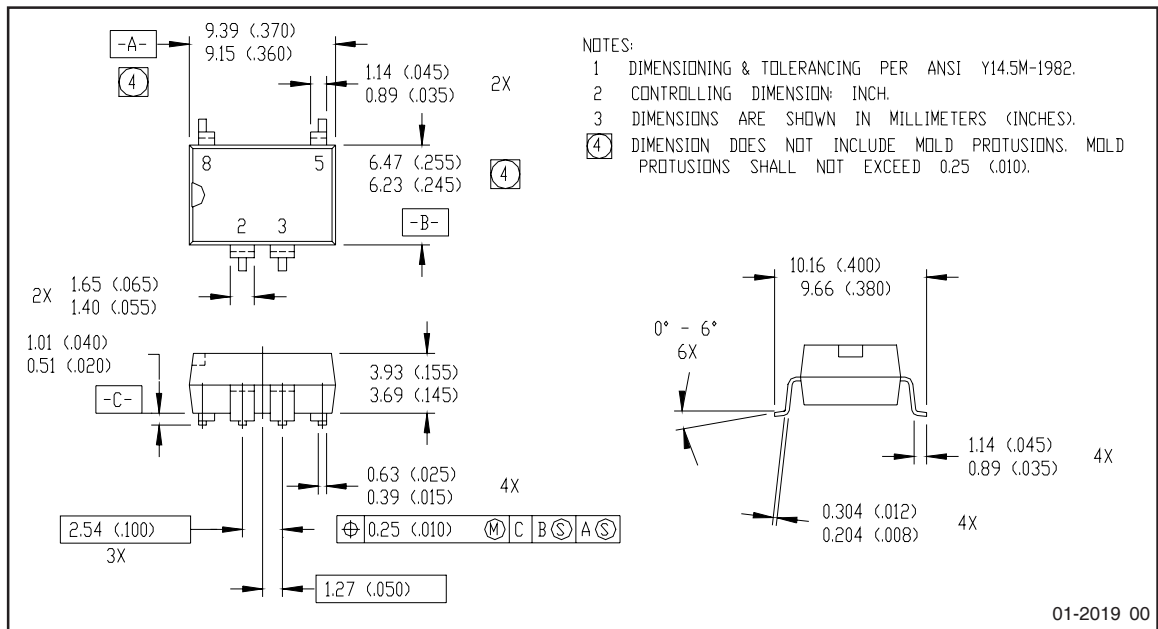 -A-
9.39 (.370)
9.15 (.360)
4
1.14 (.045)
0.89 (.035)
2X
8
5
6.47 (.255)
6.23 (.245)
4
-B-
2
3
2X
1.65 (.065)
1.40 (.055)
NOTES:
1 DIMENSIONING & TOLERANCING PER ANSI Y14.5M-1982.
2 CONTROLLING DIMENSION: INCH.
3 DIMENSIONS ARE SHOWN IN MILLIMETERS (INCHES).
4 DIMENSION DOES NOT INCLUDE MOLD PROTUSIONS. MOLD
PROTUSIONS SHALL NOT EXCEED 0.25 (.010).
1.01 (.040)
0.51 (.020)
-C-
3.93 (.155)
3.69 (.145)
0.63 (.025)
0.39 (.015)
4X
2.54 (.100)
3X
⌖ 0.25 (.010) Ⓜ C B Ⓢ A Ⓢ
1.27 (.050)
10.16 (.400)
9.66 (.380)
0° - 6°
6X
1.14 (.045)
0.89 (.035)
4X
0.304 (.012)
0.204 (.008)
4X
01-2019 00